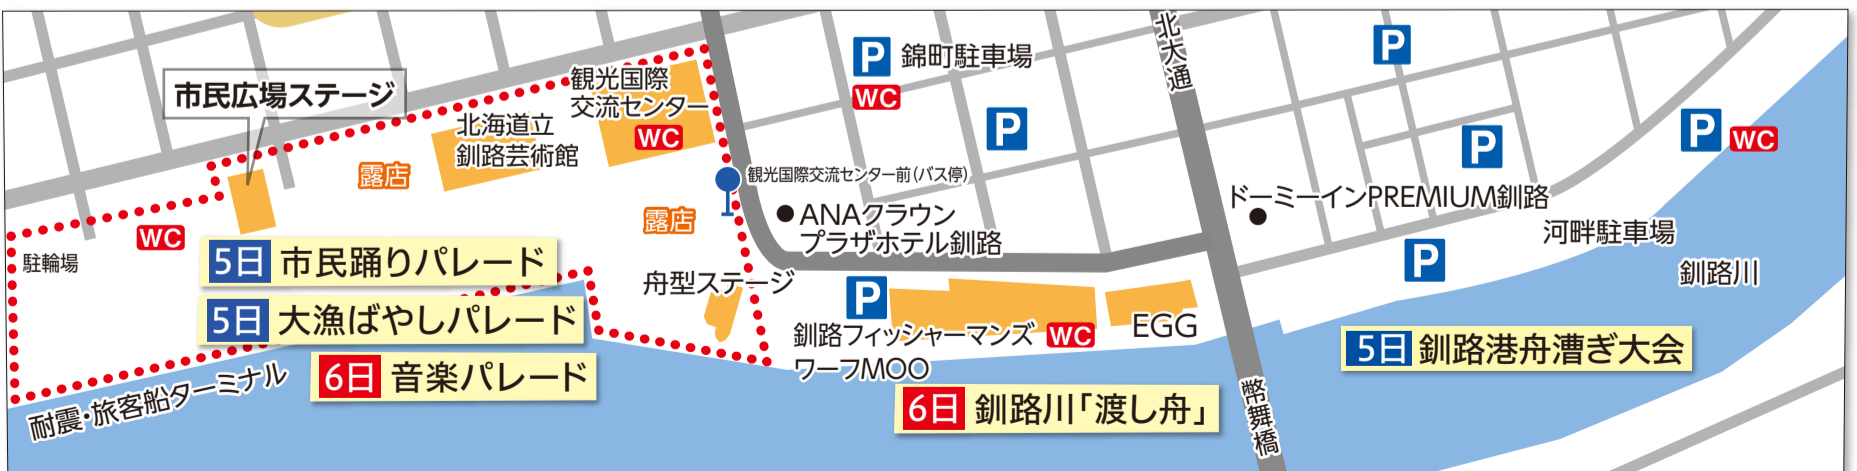 市民広場ステージ
北海道立
釧路芸術館
観光国際
交流センター
WC
露店
露店
駐輪場
WC
5日 市民踊りパレード
5日 大漁ばやしパレード
6日 音楽パレード
耐震・旅客船ターミナル
舟型ステージ
P 錦町駐車場
WC
P
観光国際交流センター前(バス停)
ANAクラウン
プラザホテル釧路
P
釧路フィッシャーマンズ
ワーフMOO
WC
EGG
6日 釧路川「渡し舟」
北大通
幣舞橋
P
P
P WC
ドーミーインPREMIUM釧路
P
河畔駐車場
釧路川
5日 釧路港舟漕ぎ大会